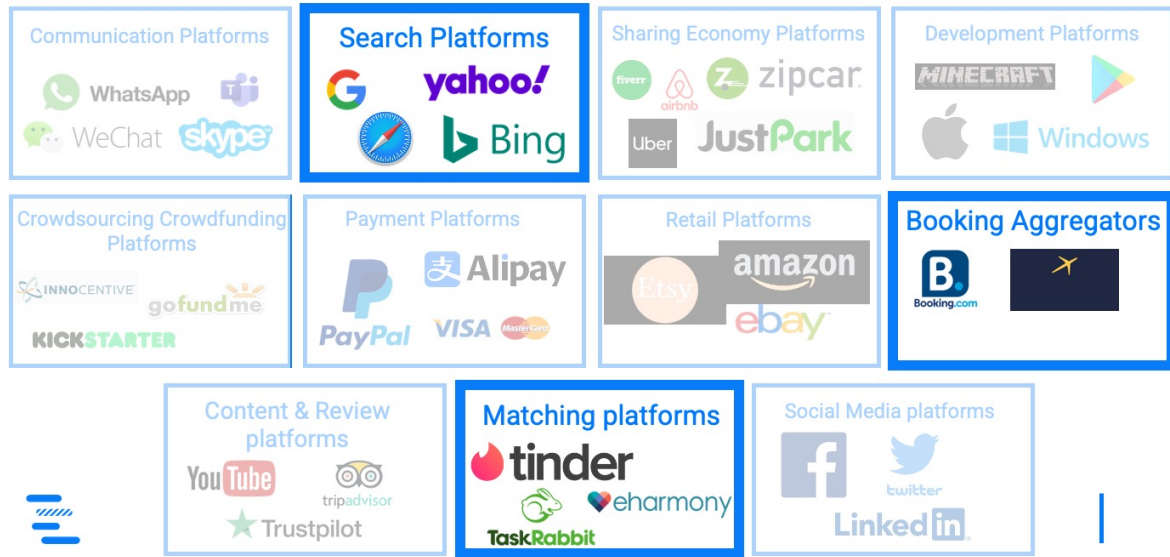 Communication Platforms
WhatsApp
WeChat
skype
Search Platforms
G
yahoo!
Bing
Sharing Economy Platforms
fiverr
airbnb
zipcar
Uber
JustPark
Development Platforms
MINECRAFT
Windows
Crowdsourcing Crowdfunding
Platforms
INNOCENTIVE
gofundme
KICKSTARTER
Payment Platforms
支 Alipay
PayPal
VISA MasterCard
Retail Platforms
Etsy
amazon
ebay
Booking Aggregators
B.
Booking.com
Content & Review
platforms
YouTube
tripadvisor
Trustpilot
Matching platforms
tinder
eharmony
TaskRabbit
Social Media platforms
f
twitter
Linked in